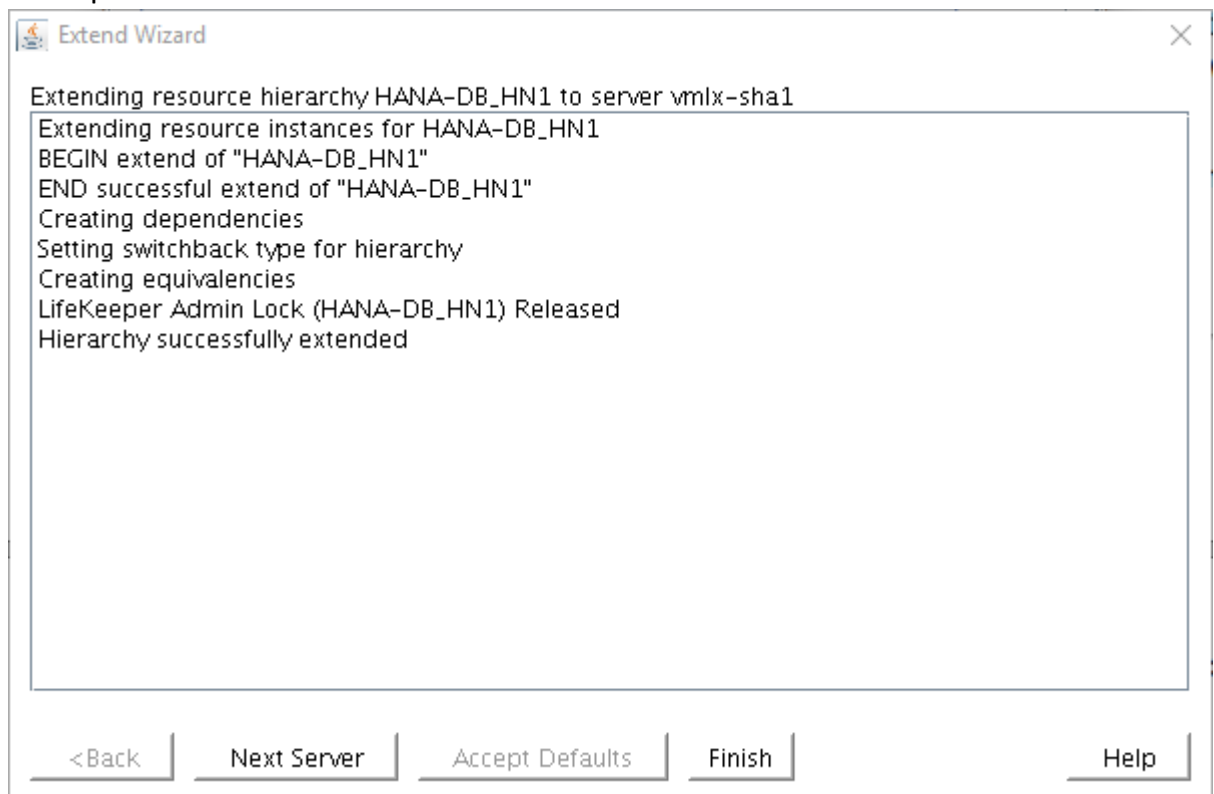 Extend Wizard
Extending resource hierarchy HANA-DB_HN1 to server vmlx-sha1
Extending resource instances for HANA-DB_HN1
BEGIN extend of "HANA-DB_HN1"
END successful extend of "HANA-DB_HN1"
Creating dependencies
Setting switchback type for hierarchy
Creating equivalencies
LifeKeeper Admin Lock (HANA-DB_HN1) Released
Hierarchy successfully extended
<Back Next Server Accept Defaults Finish Help